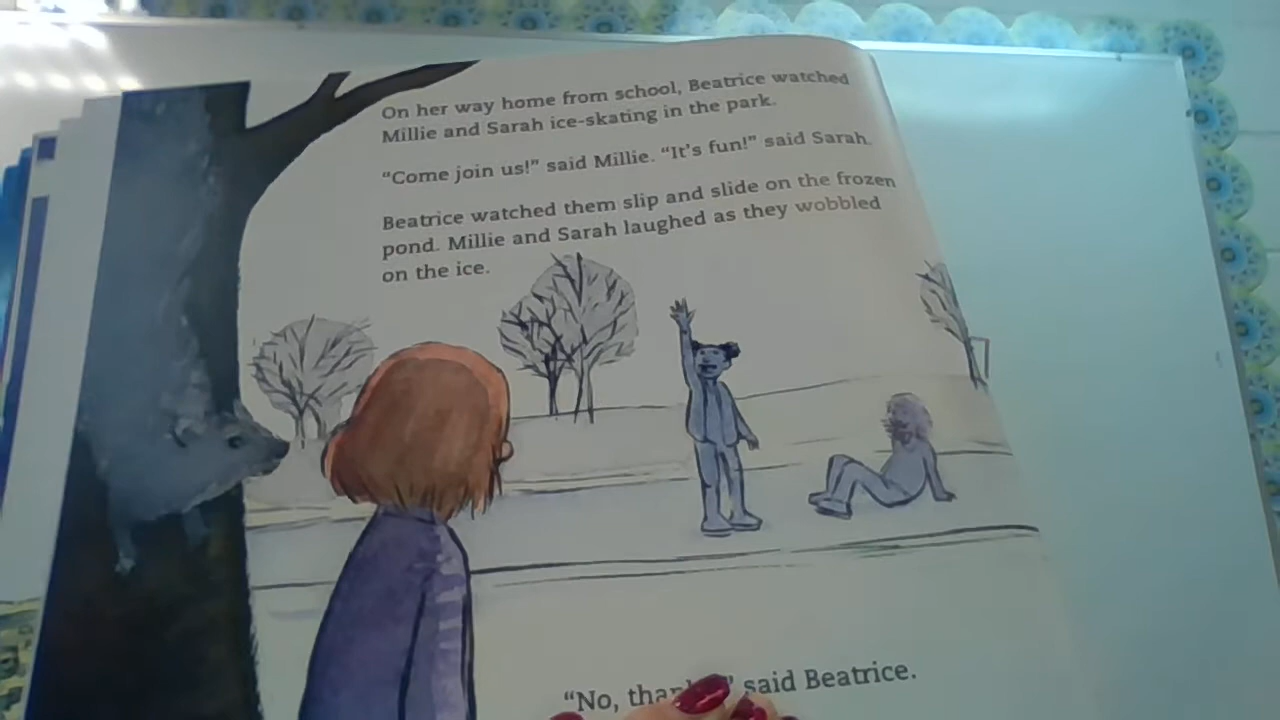 On her way home from school, Beatrice watched
Millie and Sarah ice-skating in the park.
“Come join us!” said Millie. “It’s fun!” said Sarah.
Beatrice watched them slip and slide on the frozen
pond. Millie and Sarah laughed as they wobbled
on the ice.
“No, said Beatrice.